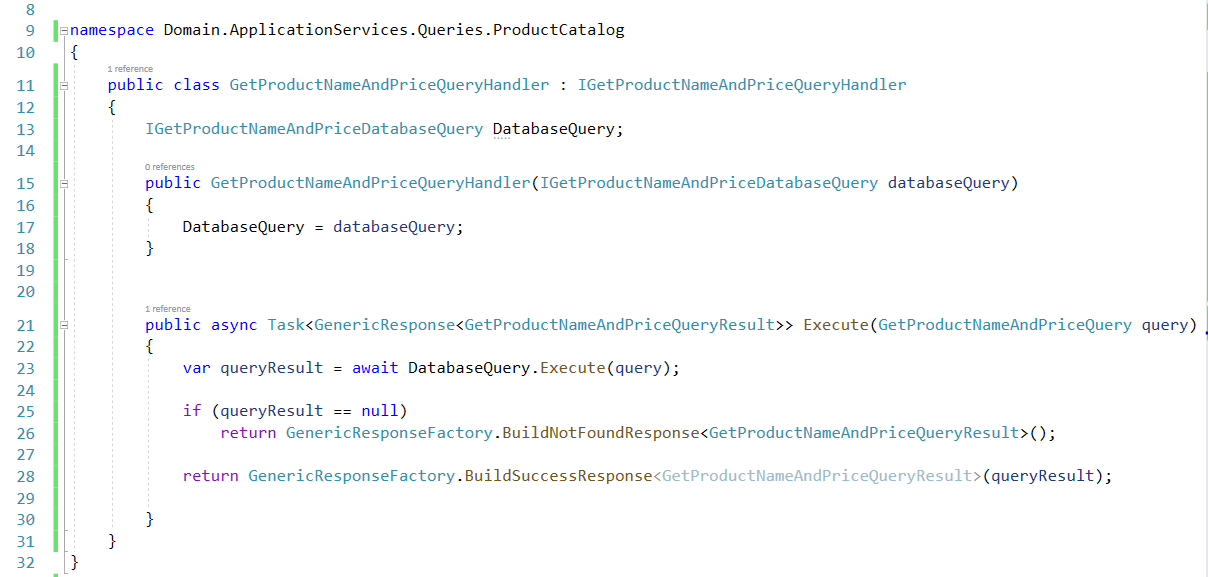 8
9 namespace Domain.ApplicationServices.Queries.ProductCatalog
10 {
1 reference
11 public class GetProductNameAndPriceQueryHandler : IGetProductNameAndPriceQueryHandler
12 {
13 IGetProductNameAndPriceDatabaseQuery DatabaseQuery;
14
0 references
15 public GetProductNameAndPriceQueryHandler(IGetProductNameAndPriceDatabaseQuery databaseQuery)
16 {
17 DatabaseQuery = databaseQuery;
18 }
19
20
1 reference
21 public async Task<GenericResponse<GetProductNameAndPriceQueryResult>> Execute(GetProductNameAndPriceQuery query)
22 {
23 var queryResult = await DatabaseQuery.Execute(query);
24
25 if (queryResult == null)
26 return GenericResponseFactory.BuildNotFoundResponse<GetProductNameAndPriceQueryResult>();
27
28 return GenericResponseFactory.BuildSuccessResponse<GetProductNameAndPriceQueryResult>(queryResult);
29
30 }
31 }
32 }